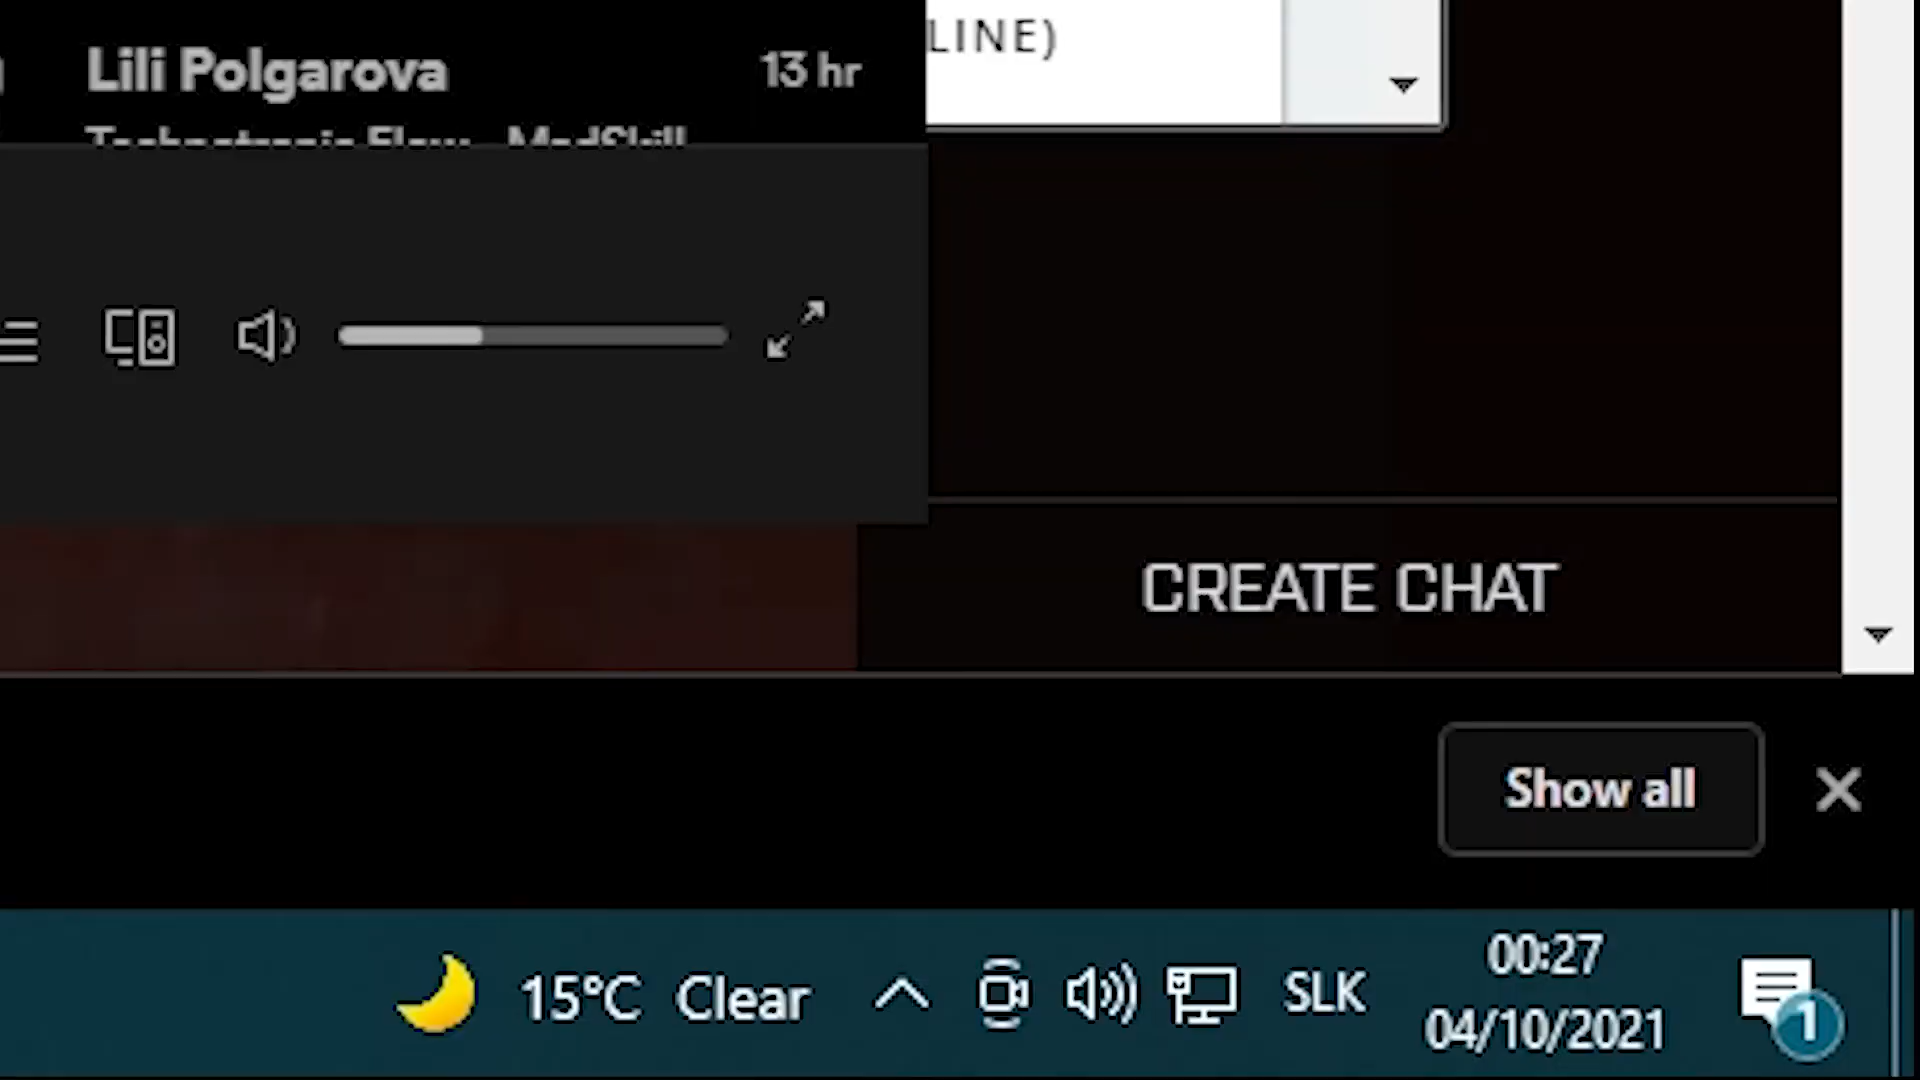 Lili Polgarova
13 hr
LINE)
CREATE CHAT
Show all
15°C Clear
SLK
00:27
04/10/2021
1